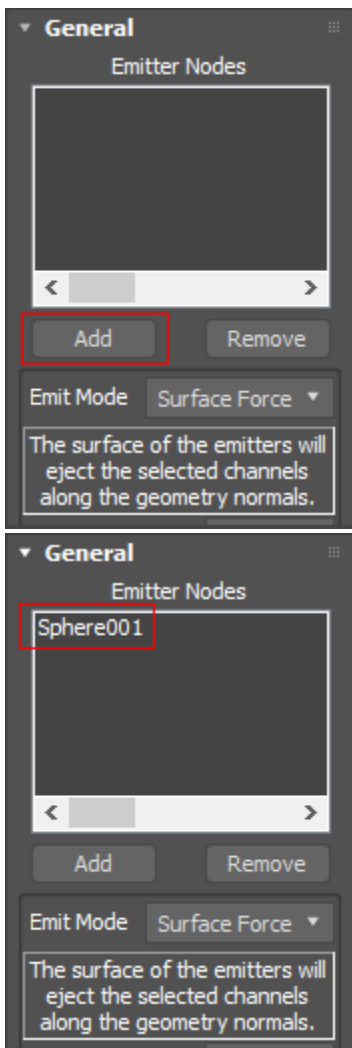 General
Emitter Nodes
Add Remove
Emit Mode Surface Force
The surface of the emitters will
eject the selected channels
along the geometry normals.
General
Emitter Nodes
Sphere001
Add Remove
Emit Mode Surface Force
The surface of the emitters will
eject the selected channels
along the geometry normals.